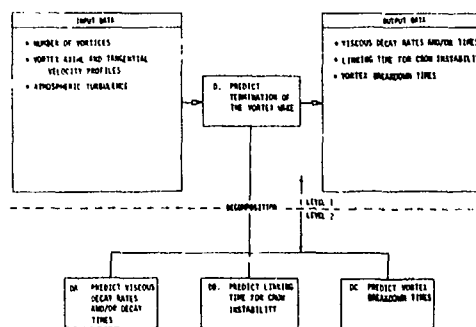 INPUT DATA
* NUMBER OF VORTICES
* VORTEX AXIAL AND TANGENTIAL
VELOCITY PROFILES
* ATMOSPHERIC TURBULENCE
D. PREDICT
TERMINATION OF
THE VORTEX WAKE
OUTPUT DATA
* VISCOUS DECAY RATES AND/OR TIMES
* LINKING TIME FOR CROW INSTABILIT
* VORTEX BREAKDOWN TIMES
DECOMPOSITION
LEVEL 1
LEVEL 2
DA PREDICT VISCOUS
DECAY RATES
AND/OR DECAY
TIMES
DB. PREDICT LINKING
TIME FOR CROW
INSTABILITY
DC PREDICT VORTEX
BREAKDOWN TIMES